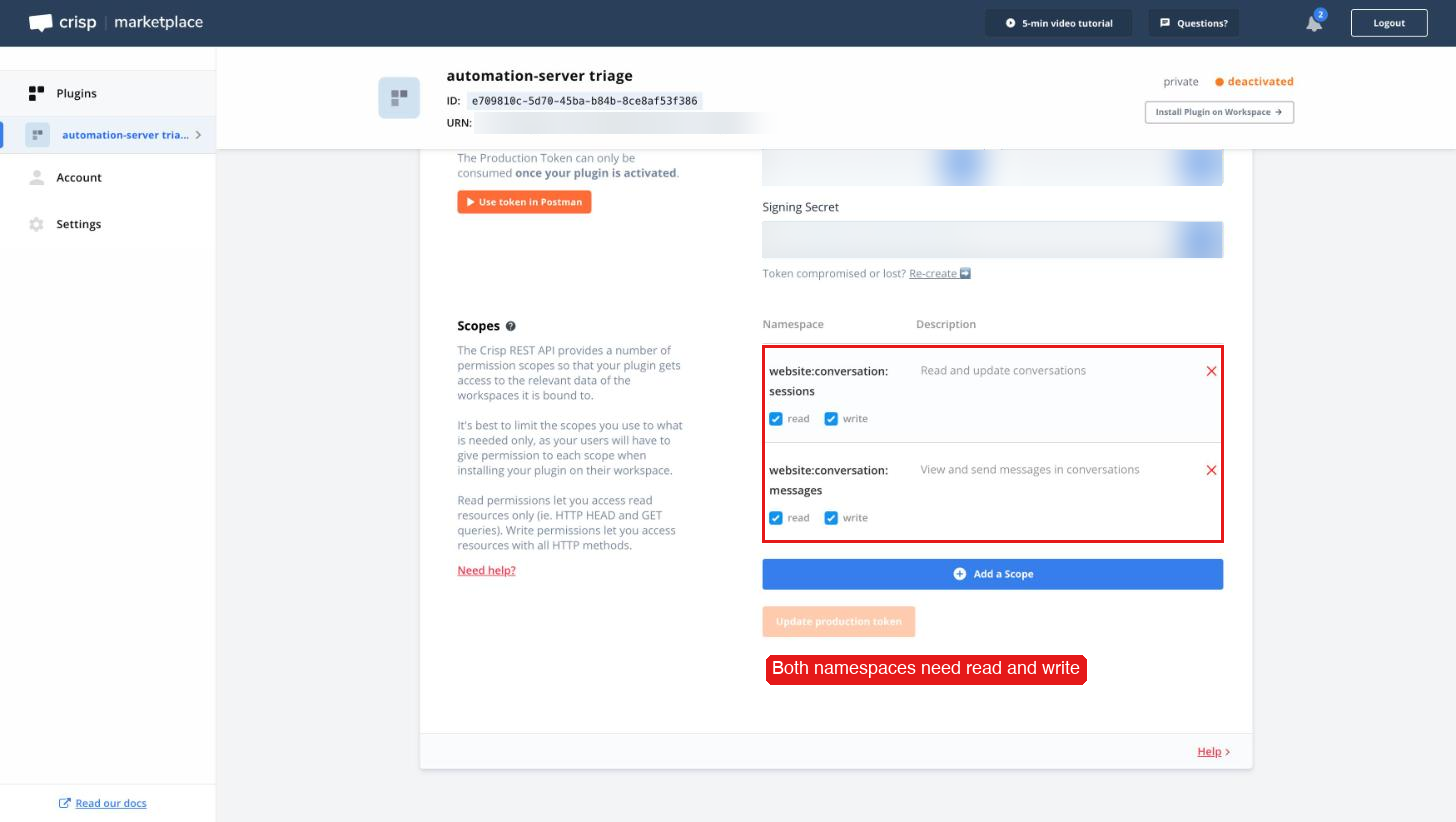 crisp | marketplace
5-min video tutorial
Questions?
2
Logout
Plugins
automation-server tria...
Account
Settings
Read our docs
automation-server triage
ID: e709810c-5d70-45ba-b84b-8ce8af53f386
URN:
private
deactivated
Install Plugin on Workspace →
The Production Token can only be
consumed once your plugin is activated.
Use token in Postman
Signing Secret
Token compromised or lost? Re-create ➡
Scopes ?
The Crisp REST API provides a number of
permission scopes so that your plugin gets
access to the relevant data of the
workspaces it is bound to.
It's best to limit the scopes you use to what
is needed only, as your users will have to
give permission to each scope when
installing your plugin on their workspace.
Read permissions let you access read
resources only (ie. HTTP HEAD and GET
queries). Write permissions let you access
resources with all HTTP methods.
Need help?
Namespace Description
website:conversation:
sessions
Read and update conversations
read write
website:conversation:
messages
View and send messages in conversations
read write
Add a Scope
Update production token
Both namespaces need read and write
Help >